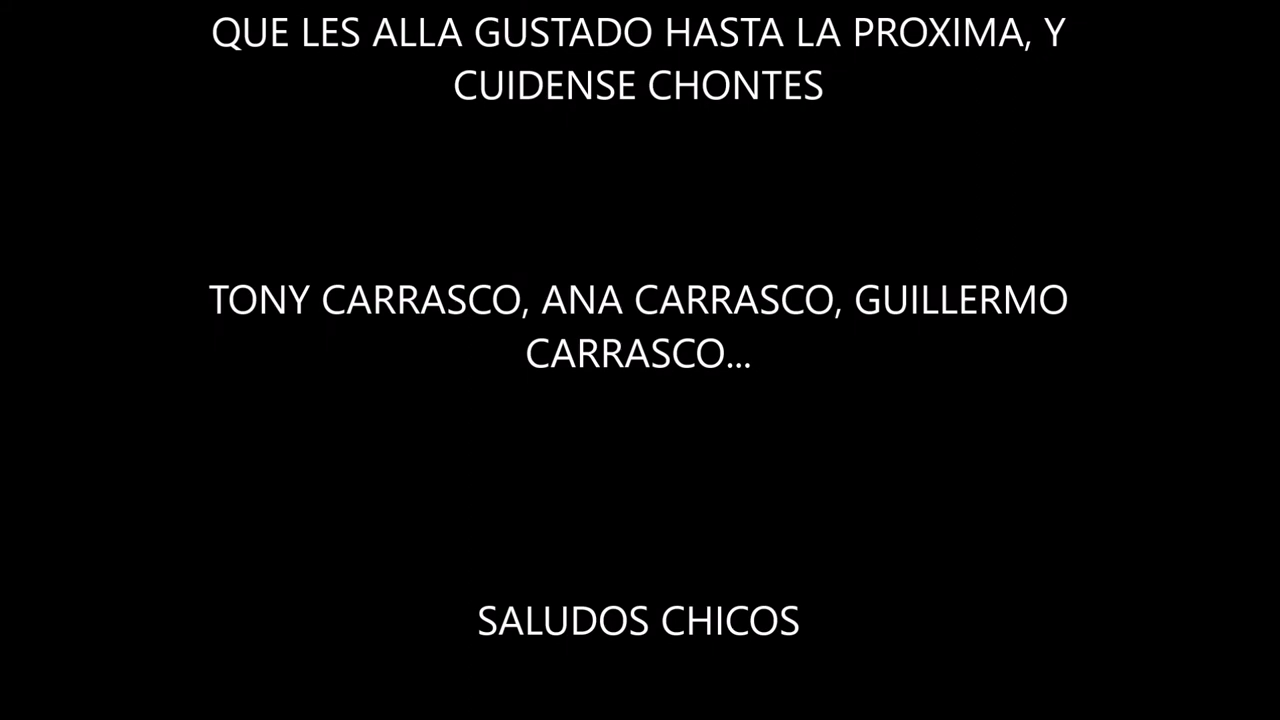 QUE LES ALLA GUSTADO HASTA LA PROXIMA, Y
CUIDENSE CHONTES
TONY CARRASCO, ANA CARRASCO, GUILLERMO
CARRASCO...
SALUDOS CHICOS